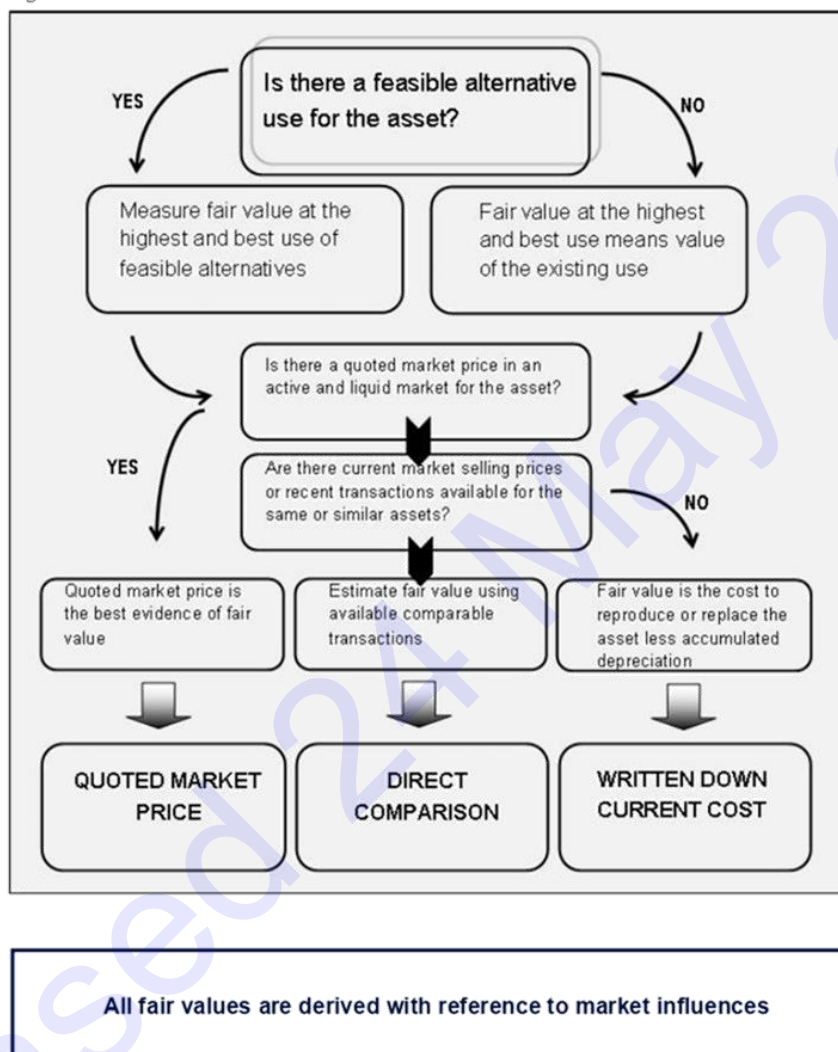 Is there a feasible alternative
use for the asset?
YES
NO
Measure fair value at the
highest and best use of
feasible alternatives
Fair value at the highest
and best use means value
of the existing use
Is there a quoted market price in an
active and liquid market for the asset?
YES
Are there current market selling prices
or recent transactions available for the
same or similar assets?
NO
Quoted market price is
the best evidence of fair
value
Estimate fair value using
available comparable
transactions
Fair value is the cost to
reproduce or replace the
asset less accumulated
depreciation
QUOTED MARKET
PRICE
DIRECT
COMPARISON
WRITTEN DOWN
CURRENT COST
All fair values are derived with reference to market influences
24 May